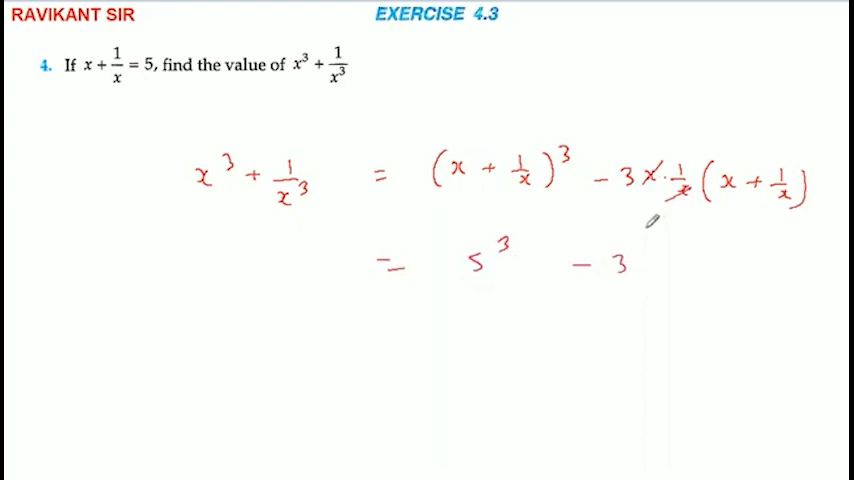 RAVIKANT SIR
EXERCISE 4.3
4. If x + 1/x = 5, find the value of x³ + 1/x³
x³ + 1/x³ = (x + 1/x)³ - 3x · 1/x (x + 1/x)
= 5³ - 3